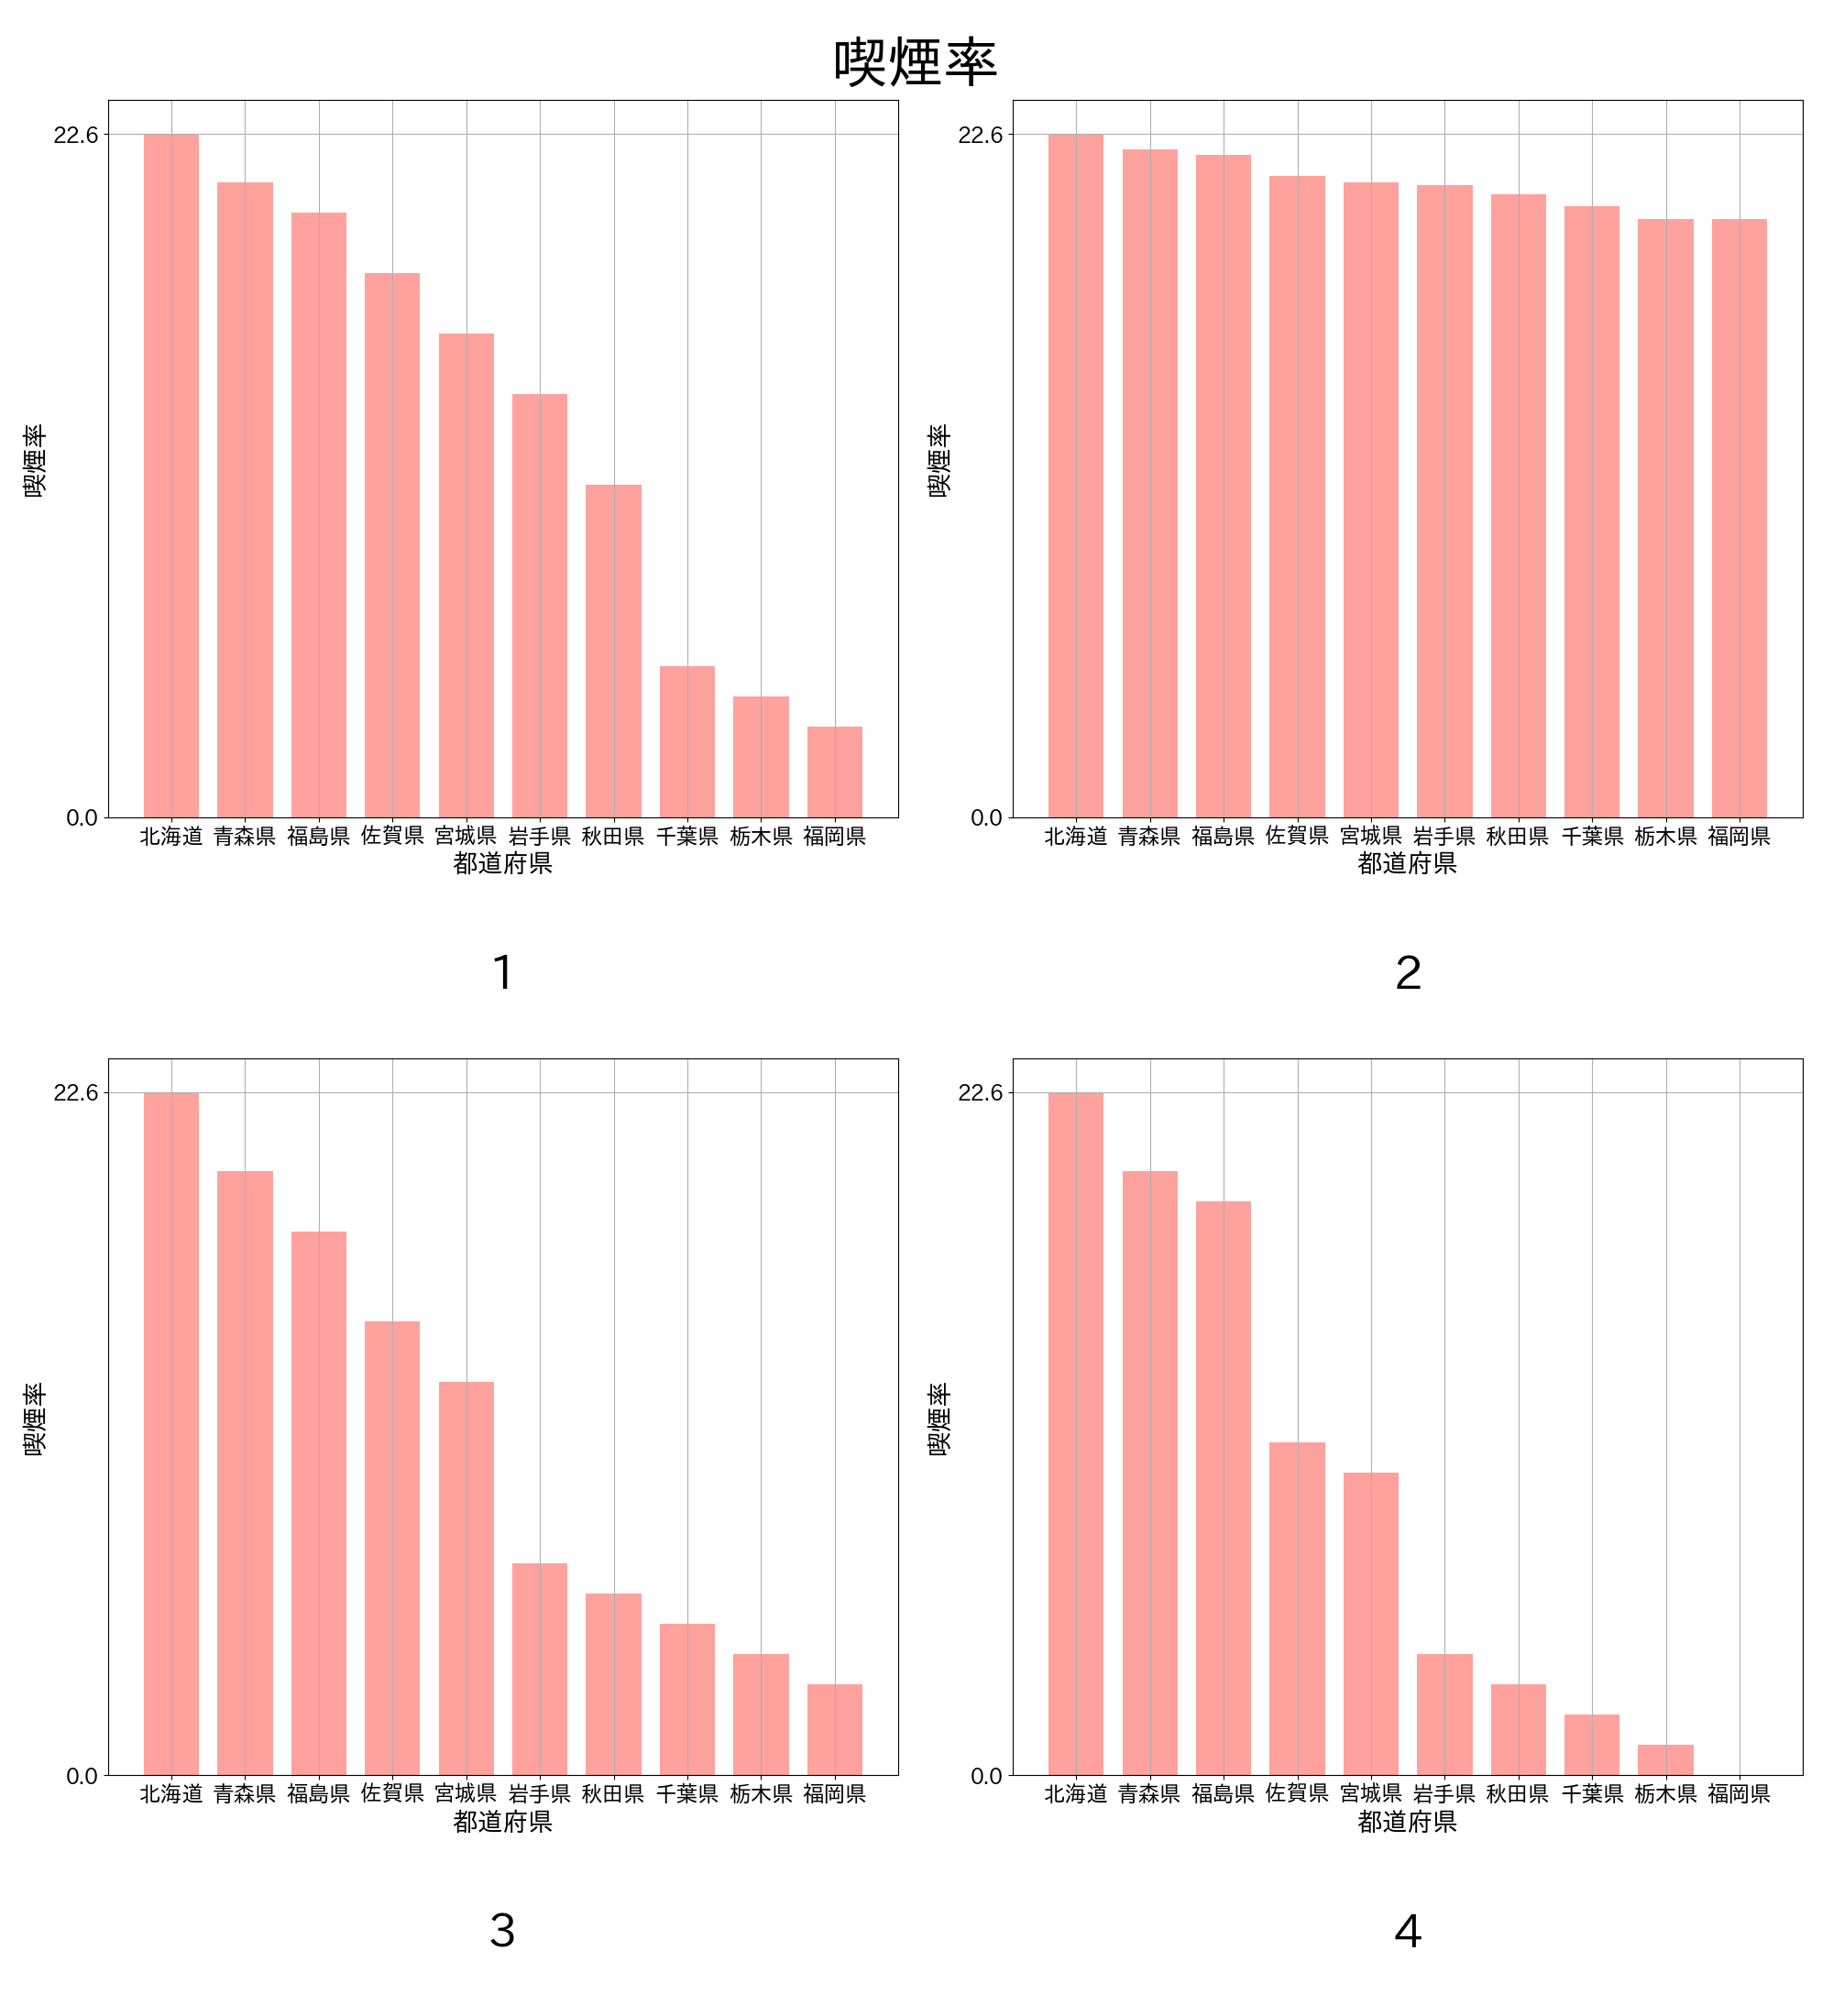 喫煙率
22.6
0.0
喫煙率
北海道 青森県 福島県 佐賀県 宮城県 岩手県 秋田県 千葉県 栃木県 福岡県
都道府県
1
22.6
0.0
喫煙率
北海道 青森県 福島県 佐賀県 宮城県 岩手県 秋田県 千葉県 栃木県 福岡県
都道府県
2
22.6
0.0
喫煙率
北海道 青森県 福島県 佐賀県 宮城県 岩手県 秋田県 千葉県 栃木県 福岡県
都道府県
3
22.6
0.0
喫煙率
北海道 青森県 福島県 佐賀県 宮城県 岩手県 秋田県 千葉県 栃木県 福岡県
都道府県
4